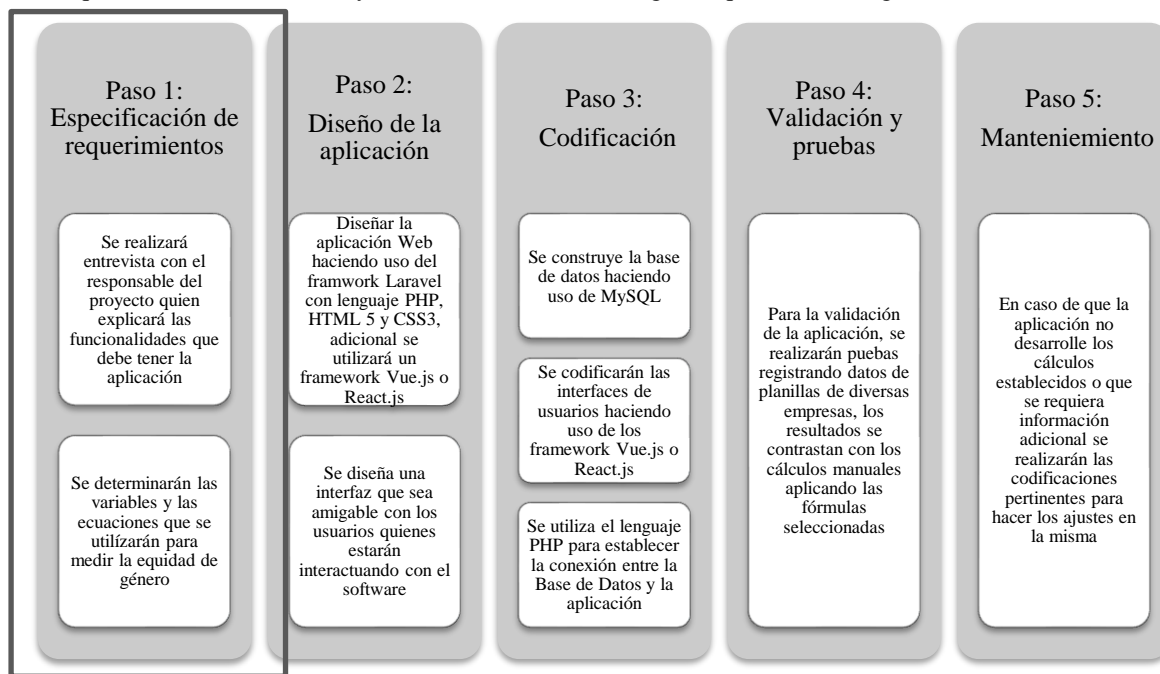 Paso 1:
Especificación de
requerimientos
Se realizará
entrevista con el
responsable del
proyecto quien
explicará las
funcionalidades que
debe tener la
aplicación
Se determinarán las
variables y las
ecuaciones que se
utilízarán para
medir la equidad de
género
Paso 2:
Diseño de la
aplicación
Diseñar la
aplicación Web
haciendo uso del
framwork Laravel
con lenguaje PHP,
HTML 5 y CSS3,
adicional se
utilizará un
framework Vue.js o
React.js
Se diseña una
interfaz que sea
amigable con los
usuarios quienes
estarán
interactuando con el
software
Paso 3:
Codificación
Se construye la base
de datos haciendo
uso de MySQL
Se codificarán las
interfaces de
usuarios haciendo
uso de los
framework Vue.js o
React.js
Se utiliza el lenguaje
PHP para establecer
la conexión entre la
Base de Datos y la
aplicación
Paso 4:
Validación y
pruebas
Para la validación
de la aplicación, se
realizarán puebas
registrando datos de
planillas de diversas
empresas, los
resultados se
contrastan con los
cálculos manuales
aplicando las
fórmulas
seleccionadas
Paso 5:
Manteniemiento
En caso de que la
aplicación no
desarrolle los
cálculos
establecidos o que
se requiera
información
adicional se
realizarán las
codificaciones
pertinentes para
hacer los ajustes en
la misma